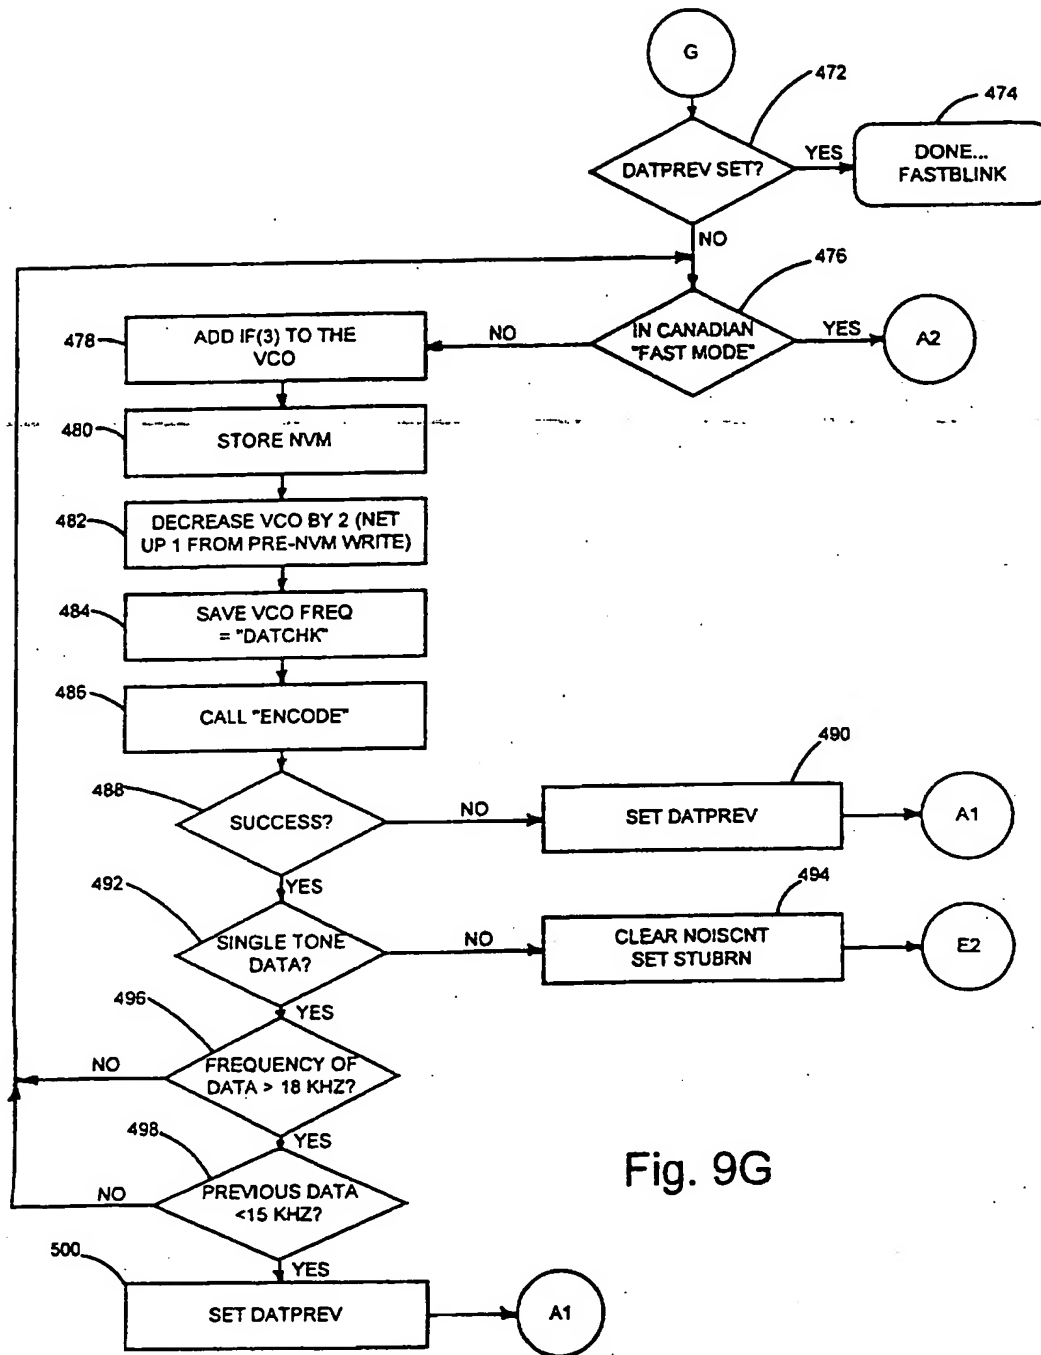 G
472
474
DATPREV SET?
YES
DONE...
FASTBLINK
NO
476
478
ADD IF(3) TO THE
VCO
NO
IN CANADIAN
"FAST MODE"
YES
A2
480
STORE NVM
482
DECREASE VCO BY 2 (NET
UP 1 FROM PRE-NVM WRITE)
484
SAVE VCO FREQ
= "DATCHK"
486
CALL "ENCODE"
488
SUCCESS?
NO
490
SET DATPREV
A1
YES
492
SINGLE TONE
DATA?
NO
494
CLEAR NOISCNT
SET STUBRN
E2
YES
496
NO
FREQUENCY OF
DATA > 18 KHZ?
YES
498
NO
PREVIOUS DATA
<15 KHZ?
YES
500
SET DATPREV
A1
Fig. 9G